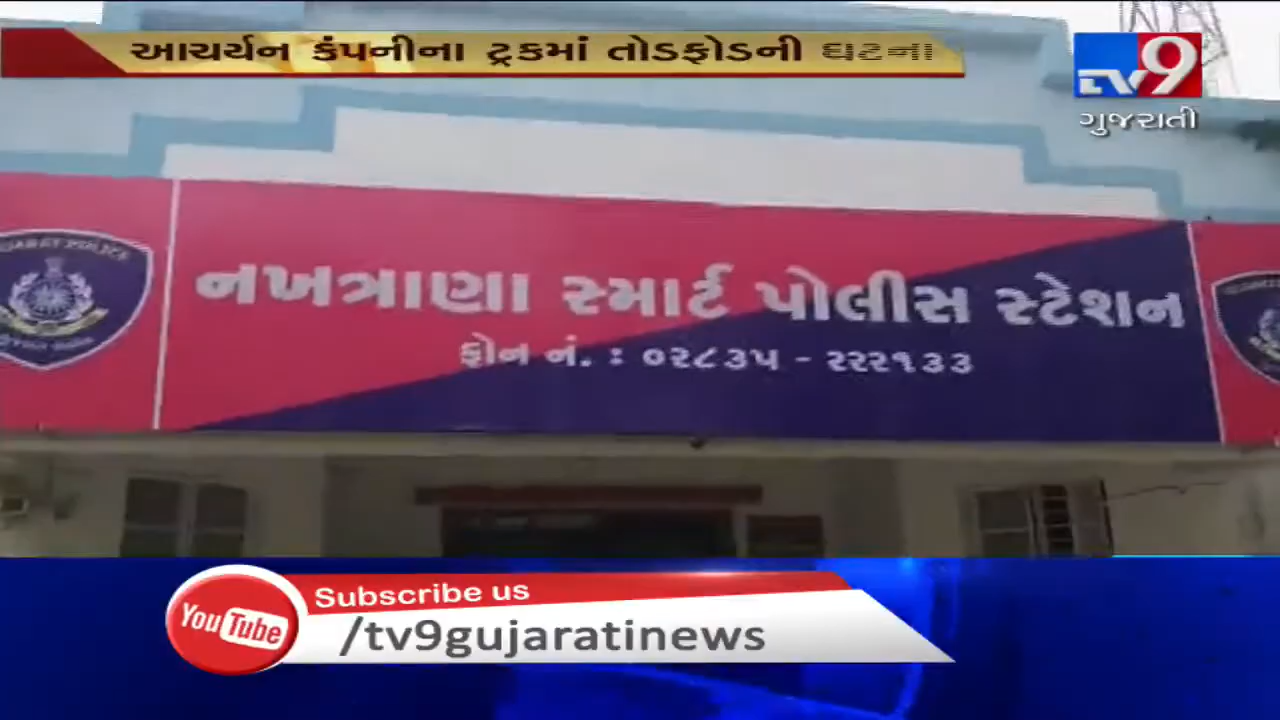 આચર્યન કંપનીના ટ્રકમાં તોડફોડની ઘટના
TV9
ગુજરાતી
નખત્રાણા સ્માર્ટ પોલીસ સ્ટેશન
ફોન નં. : ૦૨૮૩૫ - ૨૨૨૧૩૩
Subscribe us
YouTube
/tv9gujaratinews